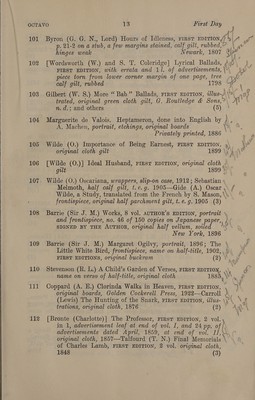 OCTAVO 13 First Day
101 Byron (G. G. N., Lord) Hours of Idleness, FIRST EDITION,
p. 21-2 on a stub, a few margins stained, calf gilt, rubbed,
hinges weak Newark, 1807
102 [Wordsworth (W.) and S. T. Coleridge] Lyrical Ballads,
FIRST EDITION, with errata and 1 l. of advertisements,
piece torn from lower corner margin of one page, tree
calf gilt, rubbed 1798
103 Gilbert (W. S.) More “Bab” Ballads, FIRST EDITION, illus-
trated, original green cloth gilt, G. Routledge & Sons,
n. d.; and others (5)
104 Marguerite de Valois. Heptameron, done into English by
A. Machen, portrait, etchings, original boards
Privately printed, 1886
105 Wilde (O.) Importance of Being Earnest, FIRST EDITION,
original cloth gilt 1899
106 [Wilde (O.)] Ideal Husband, FIRST EDITION, original cloth
gilt 1899
107 Wilde (O.) Oscariana, wrappers, slip-case, 1912; Sebastian
Melmoth, half calf gilt, t. e. g. 1905—Gide (A.) Oscar
Wilde, a Study, translated from the French by S. Mason,
frontispiece, original half parchment gilt, t. e. g. 1905 (3)
108 Barrie (Sir J. M.) Works, 8 vol. AUTHOR'S EDITION, portrait
and frontispiece, no. 46 of 150 copies on Japanese paper,
SIGNED BY THE AUTHOR, original half vellum, soiled
New York, 1896
109 Barrie (Sir J. M.) Margaret Ogilvy, portrait, 1896; The
Little White Bird, frontispiece, name on half-title, 1902,
FIRST EDITIONS, original buckram (2)
110 Stevenson (R. L.) A Child's Garden of Verses, FIRST EDITION,
name on verso of half-title, original cloth 1885
111 Coppard (A. E.) Clorinda Walks in Heaven, FIRST EDITION,
original boards, Golden Cockerell Press, 1922—Carroll
(Lewis) The Hunting of the Snark, FIRST EDITION, illus-
trations, original cloth, 1876 (2)
112 [Bronte (Charlotte)] The Professor, FIRST EDITION, 2 vol.
in 1, advertisement leaf at end of vol. I, and 24 pp. of
advertisements dated April, 1859, at end of vol. II,
original cloth, 1857—Talfourd (T. N.) Final Memorials
of Charles Lamb, FIRST EDITION, 2 vol. original cloth,
1848 (3)